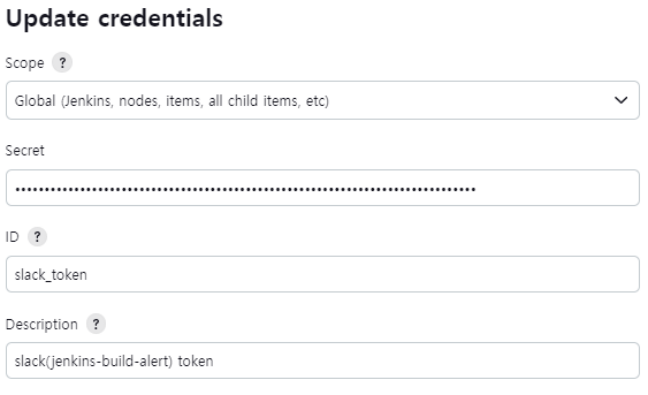 Update credentials
Scope ?
Global (Jenkins, nodes, items, all child items, etc)
Secret
ID ?
slack_token
Description ?
slack(jenkins-build-alert) token